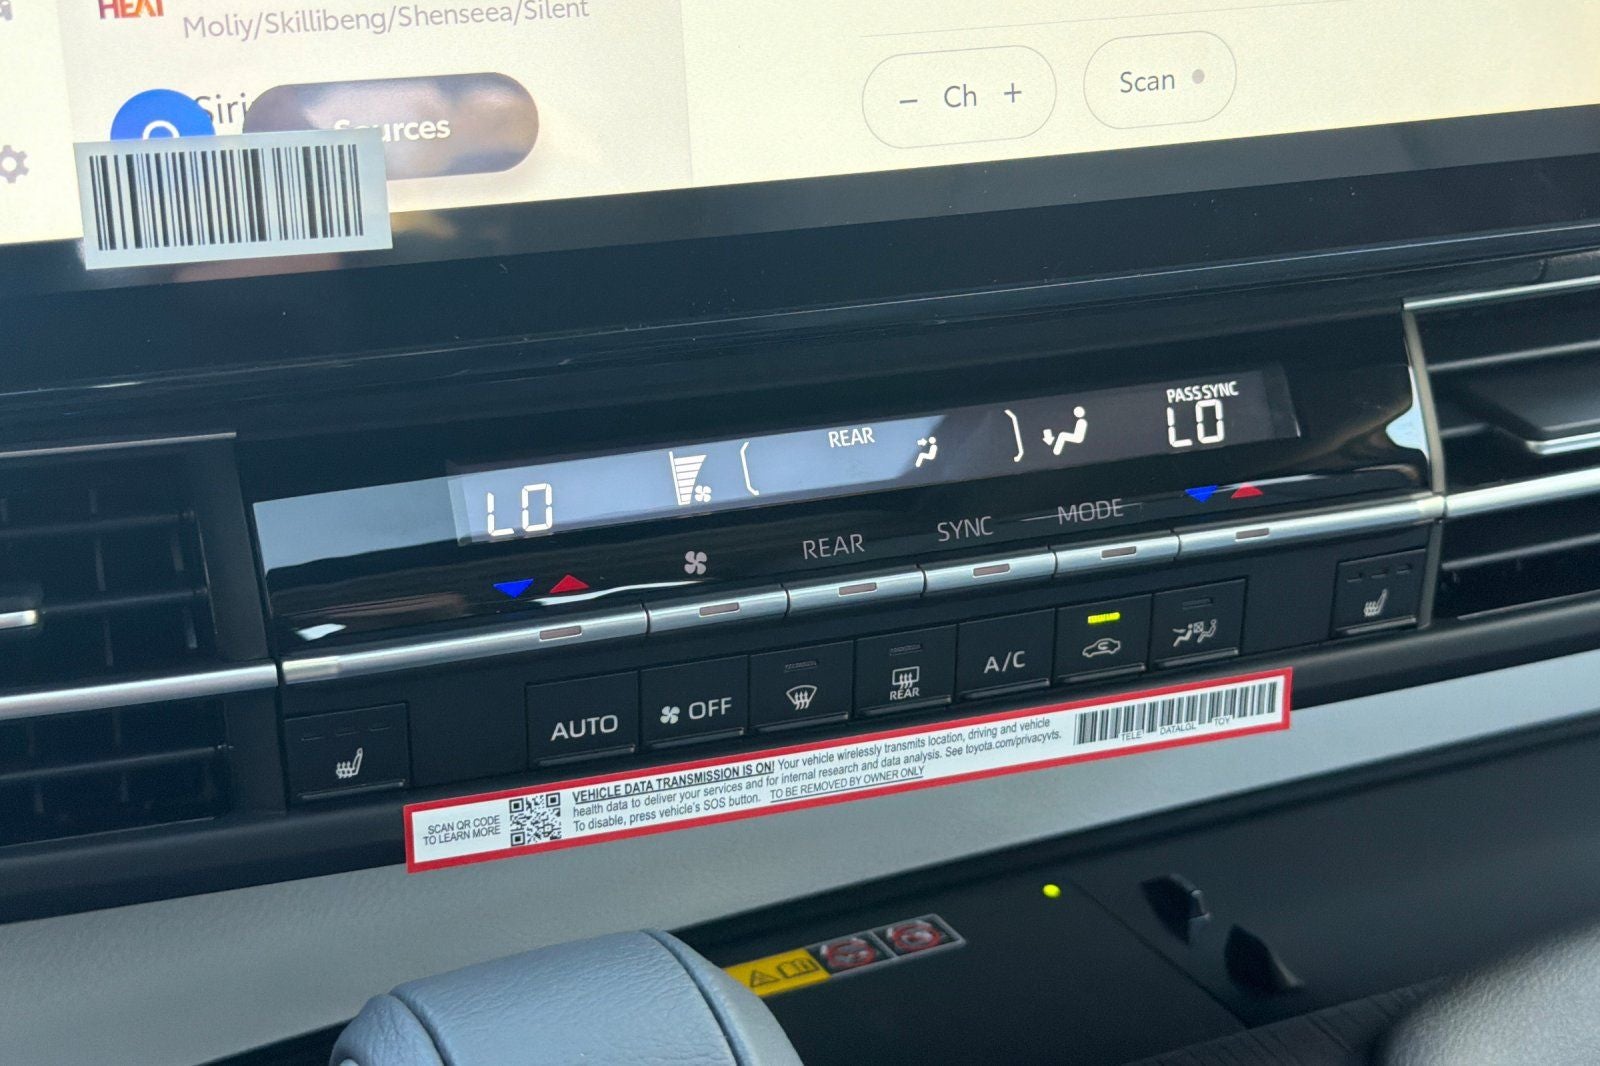 HEAT
Moliy/Skillibeng/Shenseea/Silent
Siri
Sources
− Ch +
Scan
PASS SYNC
LO
REAR
LO
REAR
SYNC
MODE
AUTO
OFF
REAR
A/C
SCAN QR CODE
TO LEARN MORE
VEHICLE DATA TRANSMISSION IS ON! Your vehicle wirelessly transmits location, driving and vehicle
health data to deliver your services and for internal research and data analysis. See toyota.com/privacyvts.
To disable, press vehicle's SOS button. TO BE REMOVED BY OWNER ONLY
TELE DATALGL TOY